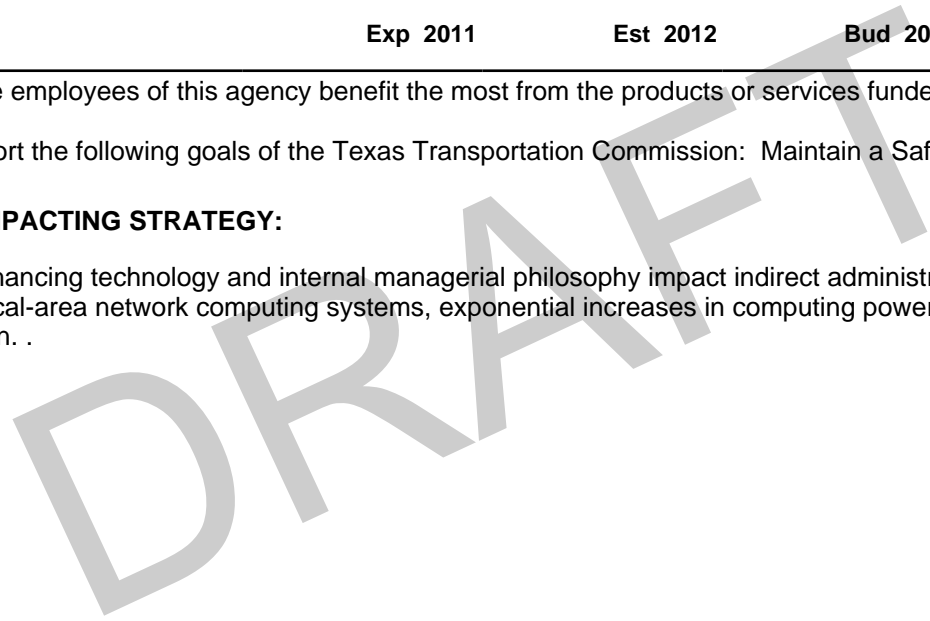 Exp 2011 Est 2012 Bud 20
employees of this agency benefit the most from the products or services funde
ort the following goals of the Texas Transportation Commission: Maintain a Saf
PACTING STRATEGY:
hancing technology and internal managerial philosophy impact indirect administr
cal-area network computing systems, exponential increases in computing power
n. .
DRAFT